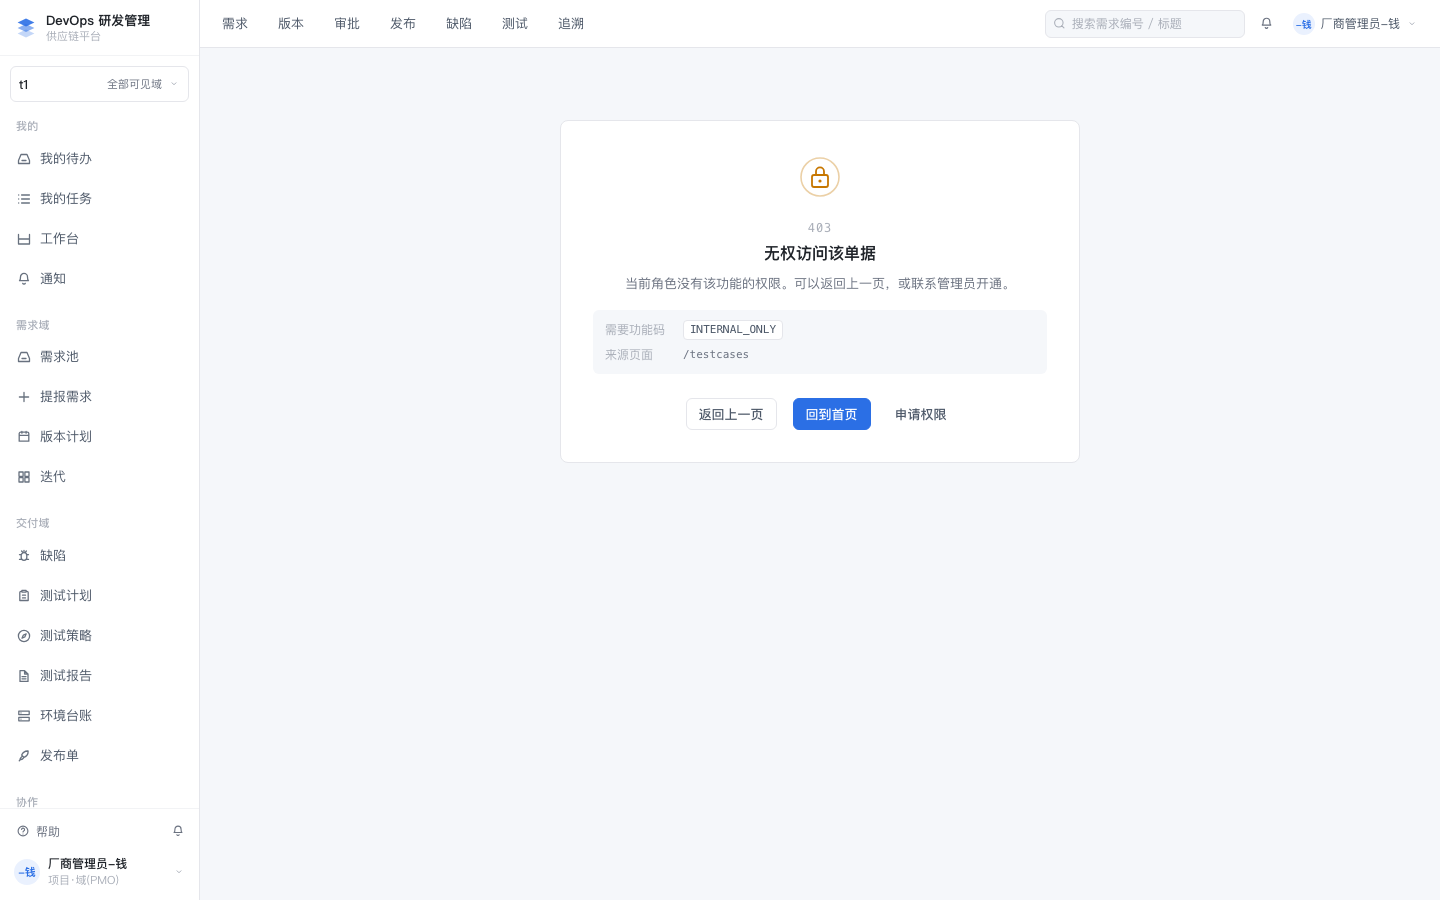 DevOps 研发管理
供应链平台
t1 全部可见域
我的
我的待办
我的任务
工作台
通知
需求域
需求池
提报需求
版本计划
迭代
交付域
缺陷
测试计划
测试策略
测试报告
环境台账
发布单
协作
帮助
-钱 厂商管理员-钱
项目·域(PMO)
需求 版本 审批 发布 缺陷 测试 追溯
搜索需求编号 / 标题
-钱 厂商管理员-钱
403
无权访问该单据
当前角色没有该功能的权限。可以返回上一页，或联系管理员开通。
需要功能码 INTERNAL_ONLY
来源页面 /testcases
返回上一页 回到首页 申请权限